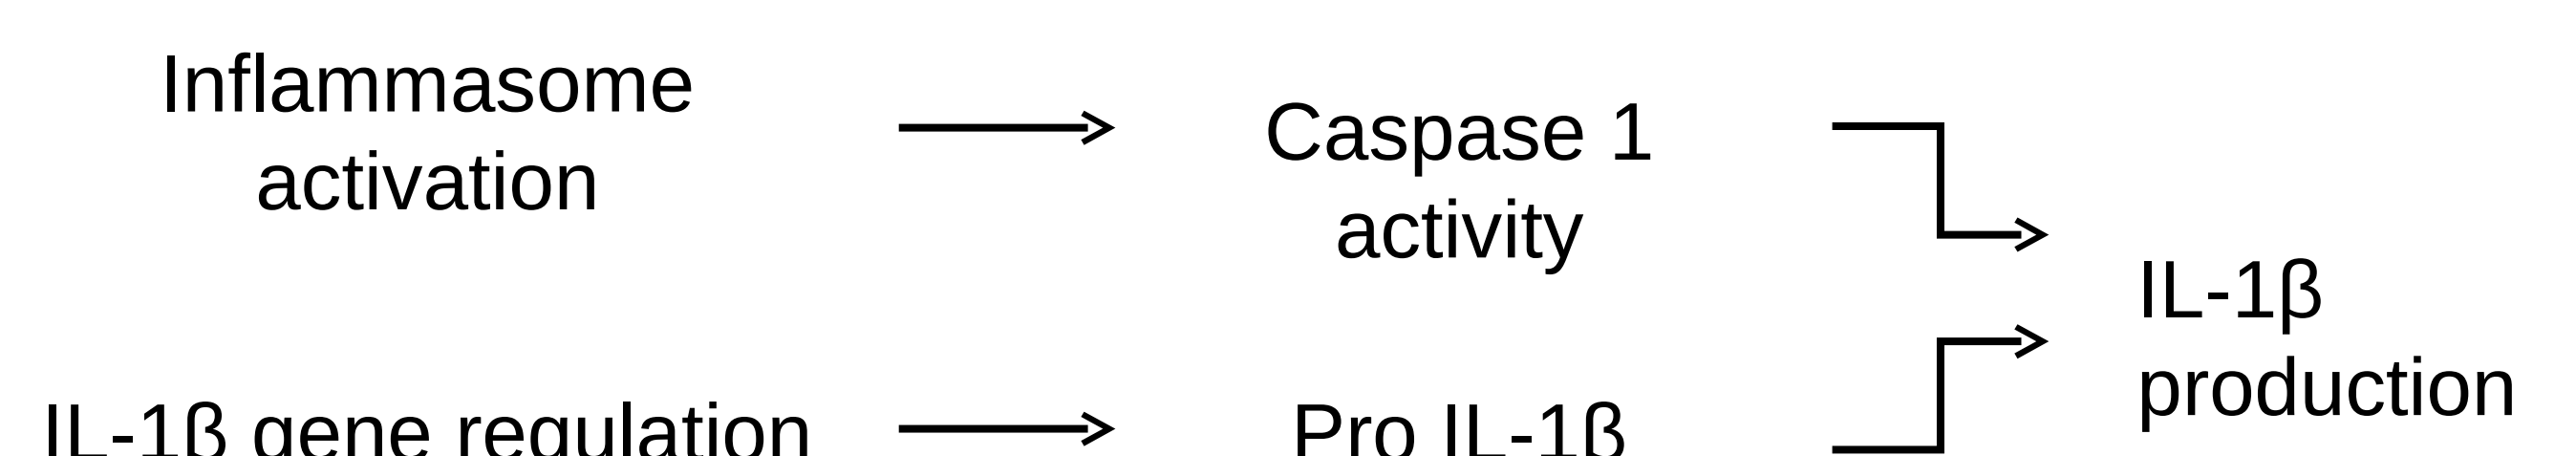 Inflammasome
activation
Caspase 1
activity
IL-1β
production
IL-1β gene regulation
Pro IL-1β